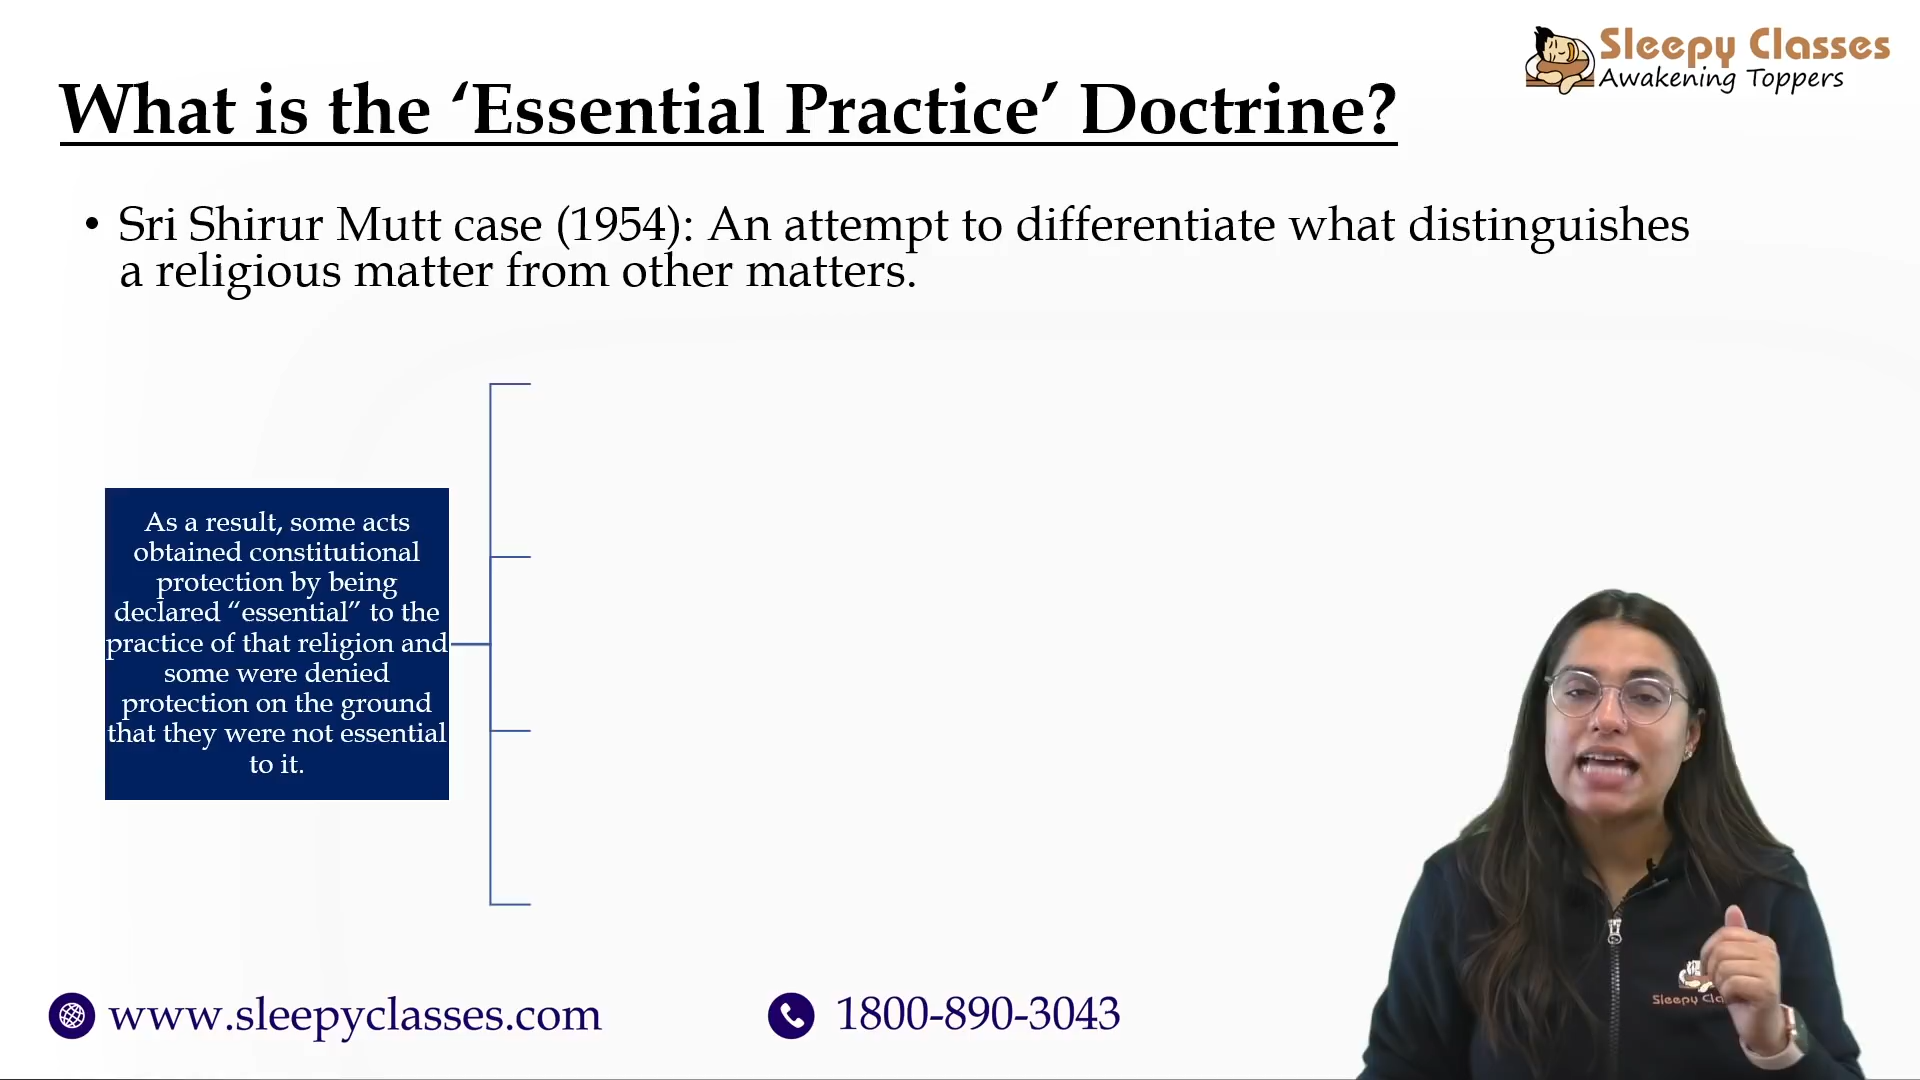 Sleepy Classes
Awakening Toppers
What is the ‘Essential Practice’ Doctrine?
• Sri Shirur Mutt case (1954): An attempt to differentiate what distinguishes
a religious matter from other matters.
As a result, some acts
obtained constitutional
protection by being
declared “essential” to the
practice of that religion and
some were denied
protection on the ground
that they were not essential
to it.
Sleepy
www.sleepyclasses.com
1800-890-3043